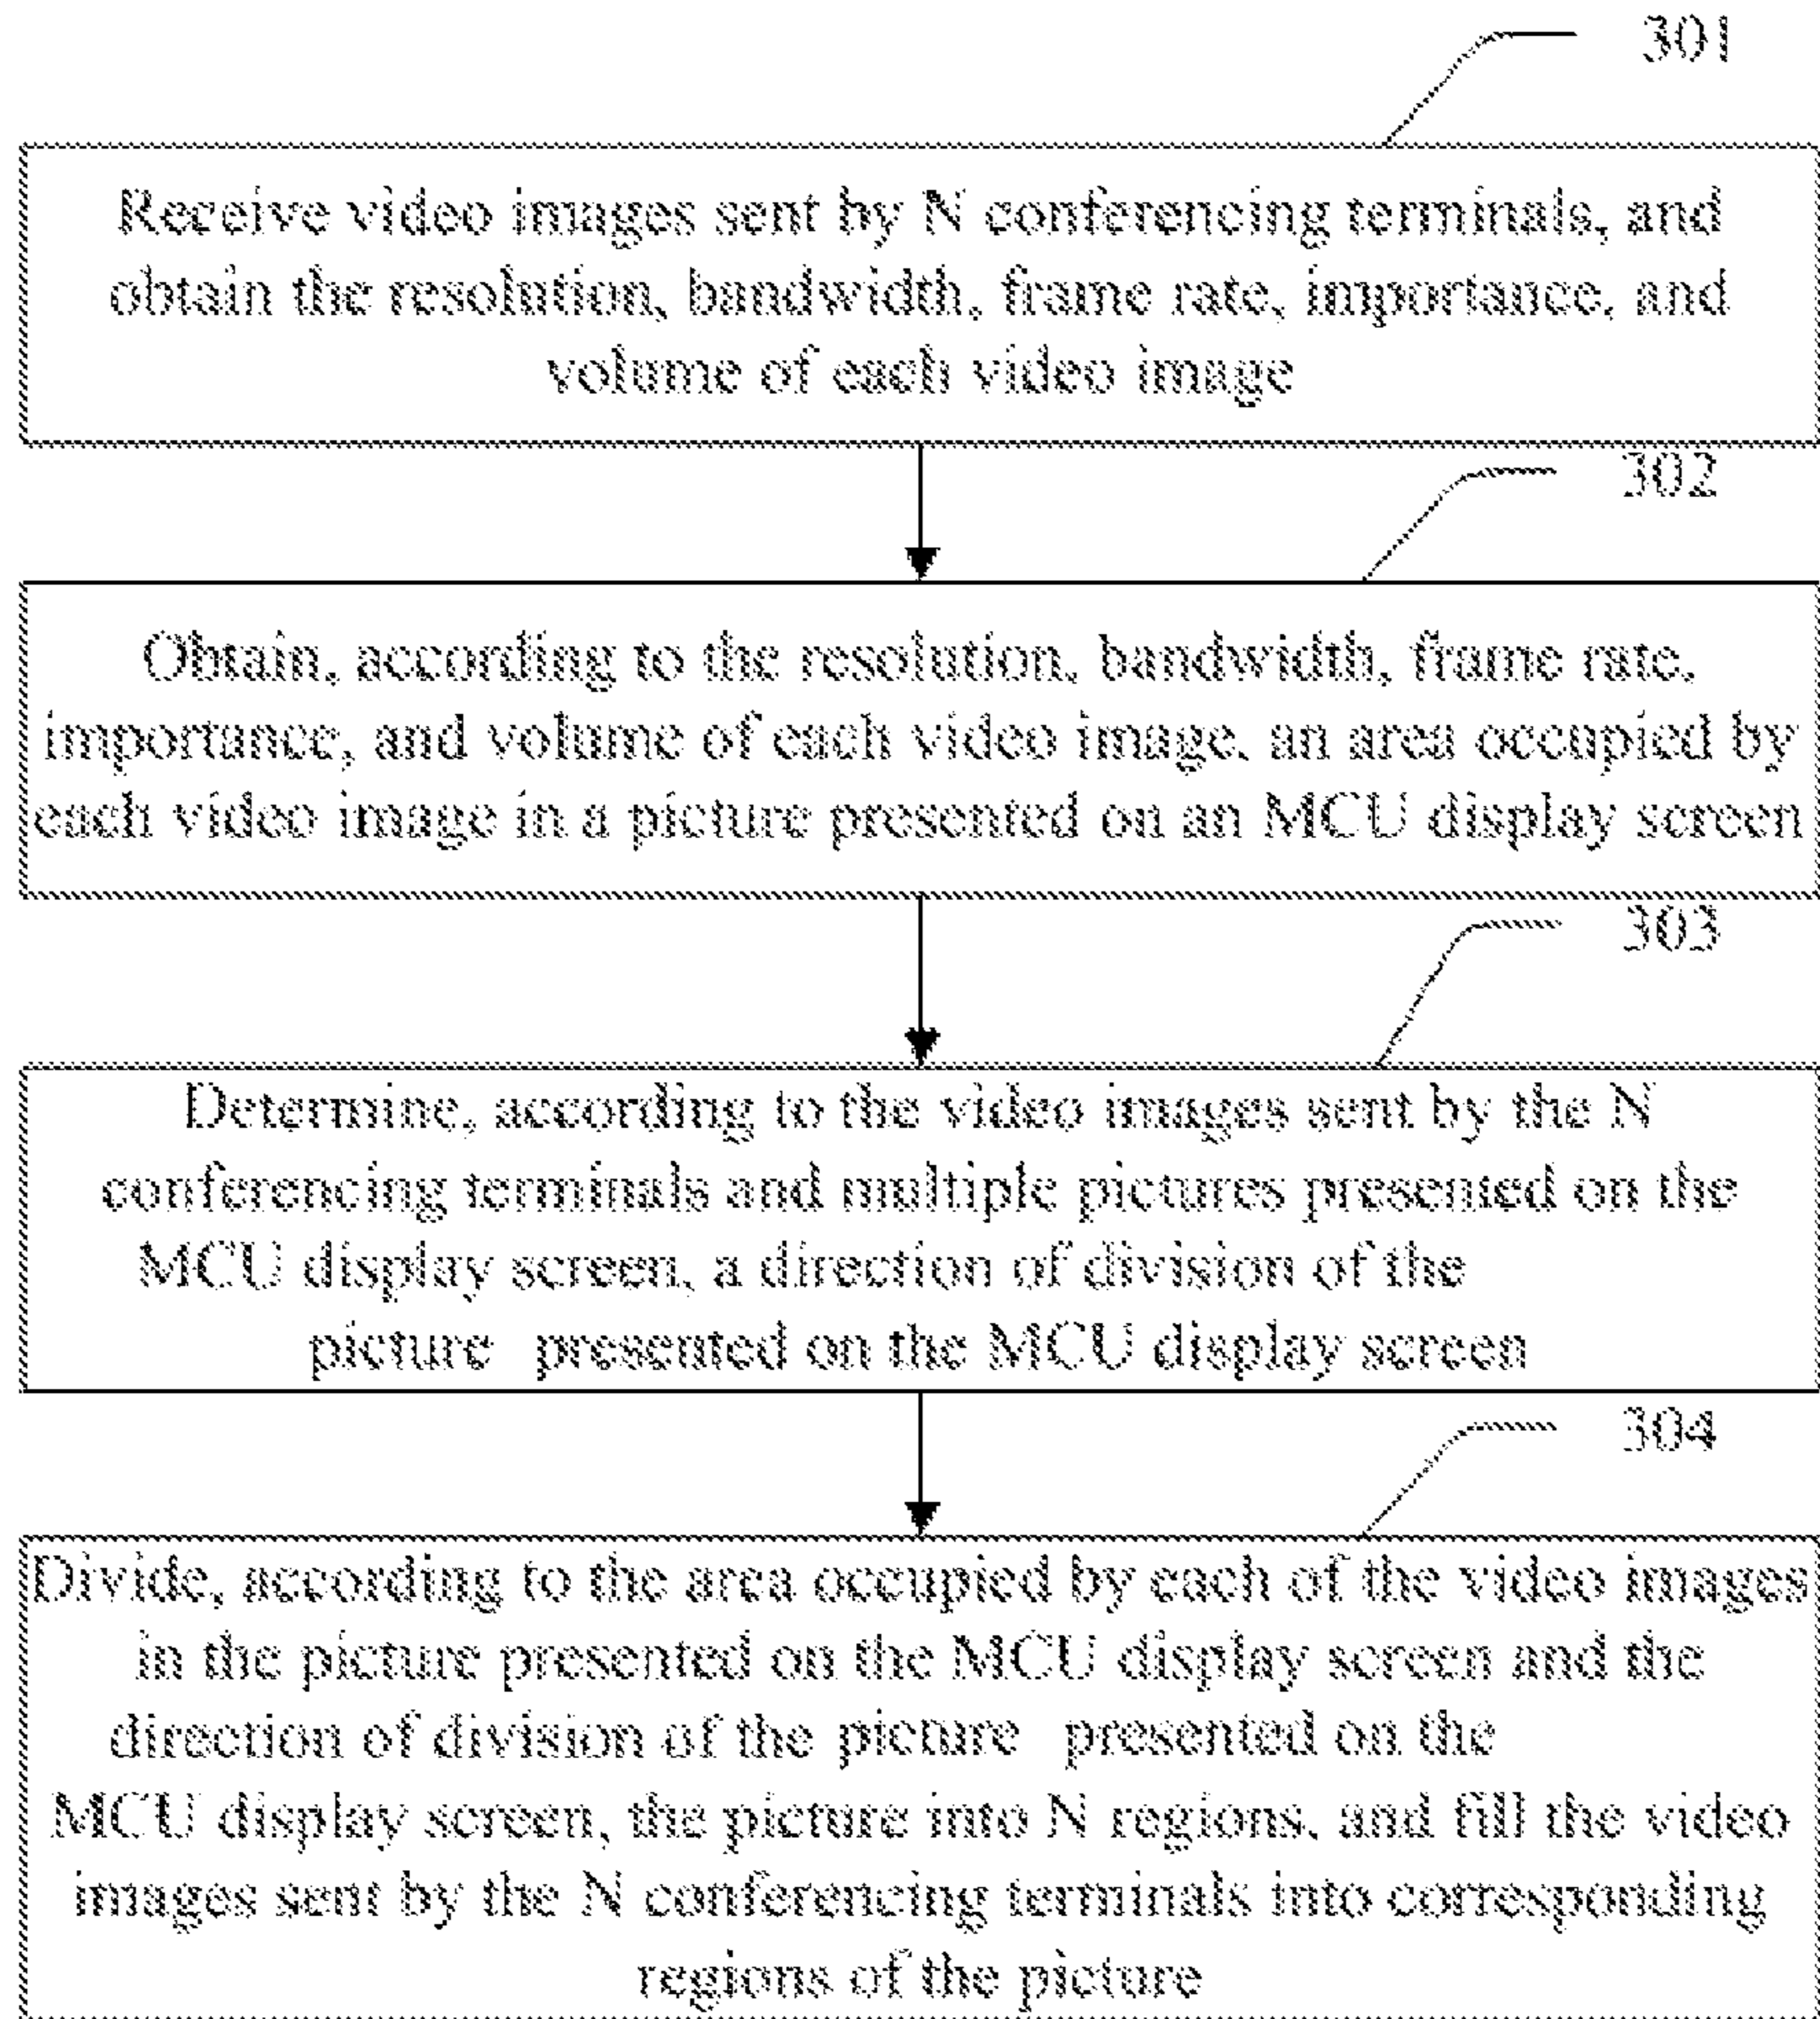 301
Receive video images sent by N conferencing terminals, and
obtain the resolution, bandwidth, frame rate, importance, and
volume of each video image
302
Obtain, according to the resolution, bandwidth, frame rate,
importance, and volume of each video image, an area occupied by
each video image in a picture presented on an MCU display screen
303
Determine, according to the video images sent by the N
conferencing terminals and multiple pictures presented on the
MCU display screen, a direction of division of the
picture presented on the MCU display screen
304
Divide, according to the area occupied by each of the video images
in the picture presented on the MCU display screen and the
direction of division of the picture presented on the
MCU display screen, the picture into N regions, and fill the video
images sent by the N conferencing terminals into corresponding
regions of the picture